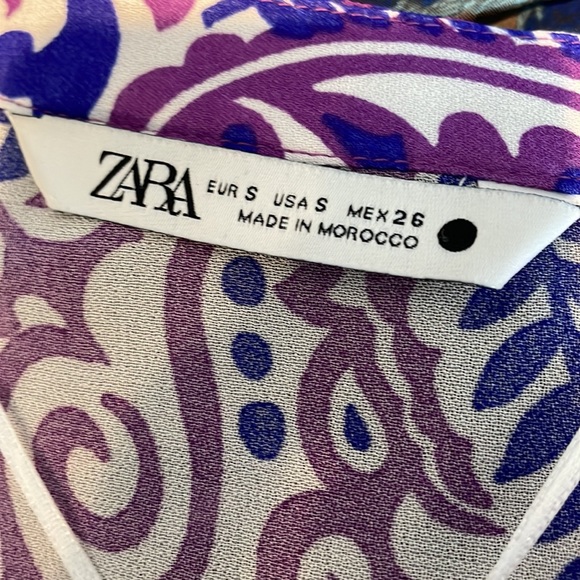 ZARA
EUR S USA S MEX 26
MADE IN MOROCCO